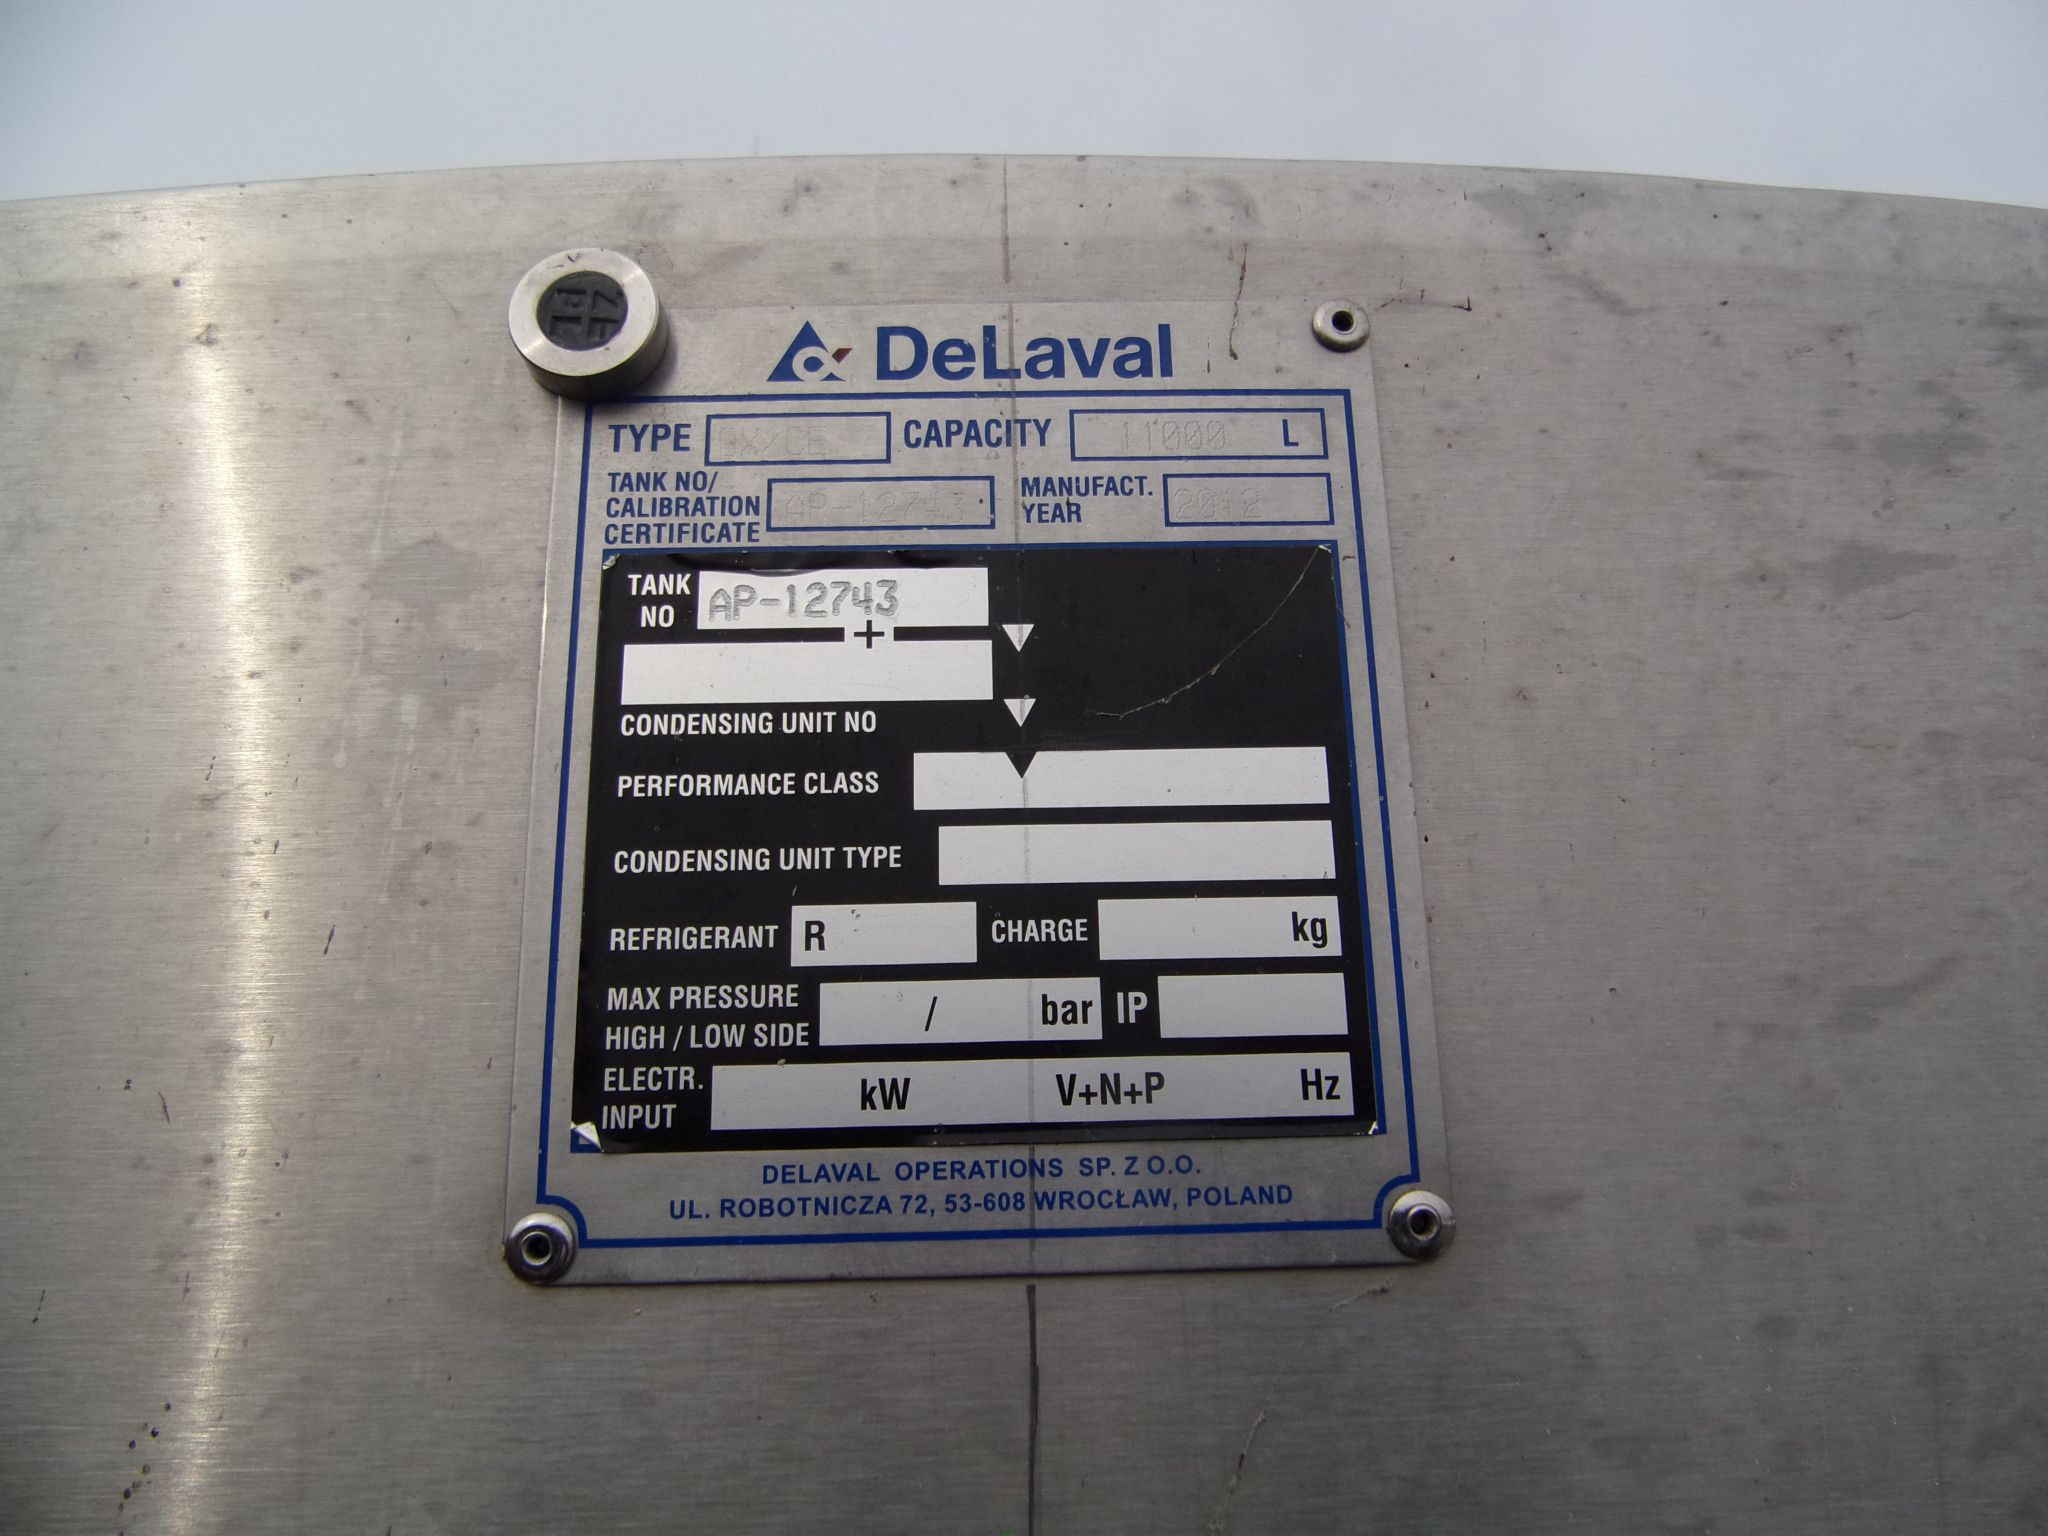 DeLaval
TYPE DX/CE CAPACITY 11000 L
TANK NO/
CALIBRATION
CERTIFICATE
AP-12743
MANUFACT.
YEAR
2012
TANK
NO
AP-12743
+
CONDENSING UNIT NO
PERFORMANCE CLASS
CONDENSING UNIT TYPE
REFRIGERANT R CHARGE kg
MAX PRESSURE
HIGH / LOW SIDE
/ bar IP
ELECTR.
INPUT
kW V+N+P Hz
DELAVAL OPERATIONS SP. Z O.O.
UL. ROBOTNICZA 72, 53-608 WROCŁAW, POLAND